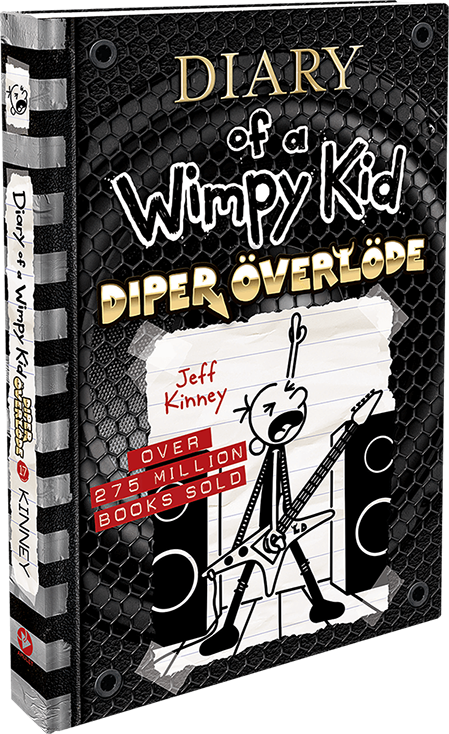 DIARY
of a
Wimpy Kid
DIPER ÖVERLÖDE
Jeff
Kinney
OVER
275 MILLION
BOOKS SOLD
Diary of a Wimpy Kid
DIPER
ÖVERLÖDE
17
KINNEY